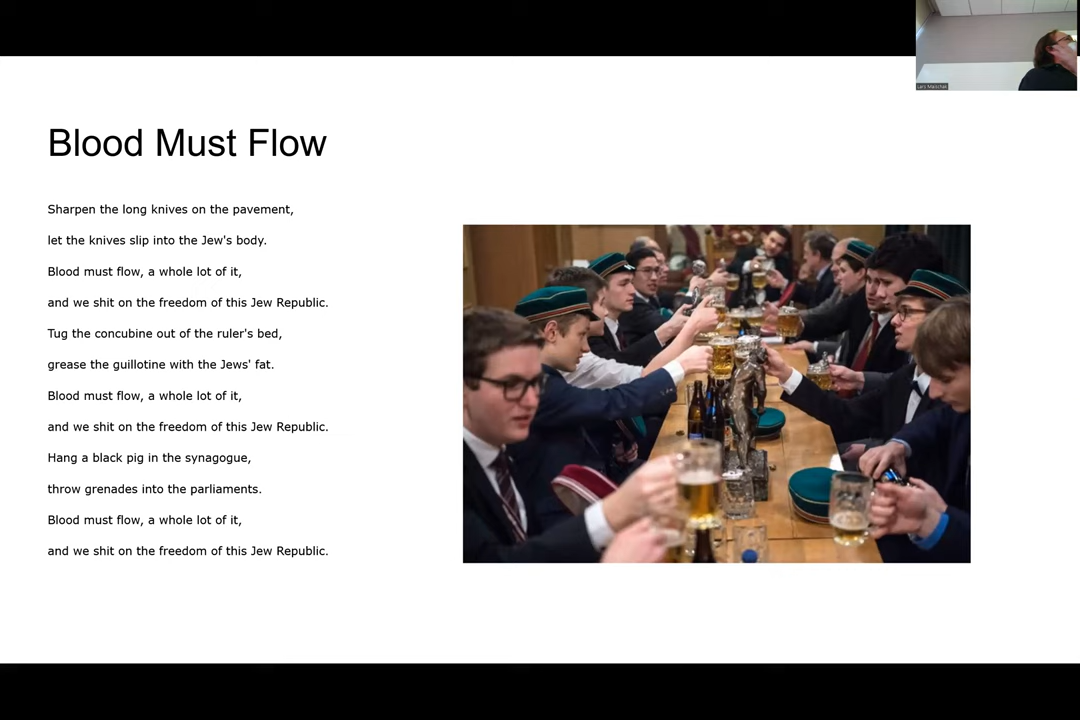 Blood Must Flow
Sharpen the long knives on the pavement,
let the knives slip into the Jew's body.
Blood must flow, a whole lot of it,
and we shit on the freedom of this Jew Republic.
Tug the concubine out of the ruler's bed,
grease the guillotine with the Jews' fat.
Blood must flow, a whole lot of it,
and we shit on the freedom of this Jew Republic.
Hang a black pig in the synagogue,
throw grenades into the parliaments.
Blood must flow, a whole lot of it,
and we shit on the freedom of this Jew Republic.